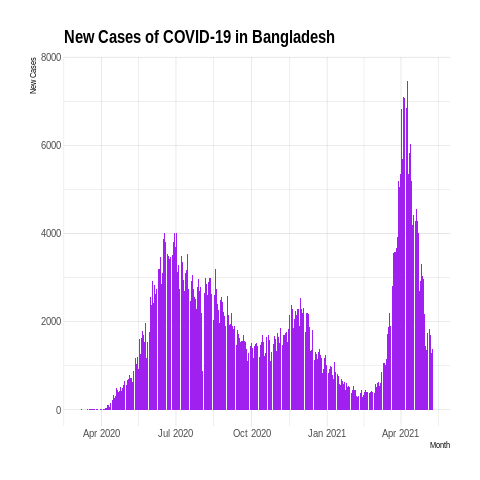 New Cases of COVID-19 in Bangladesh
New Cases
8000
6000
4000
2000
0
Apr 2020 Jul 2020 Oct 2020 Jan 2021 Apr 2021
Month